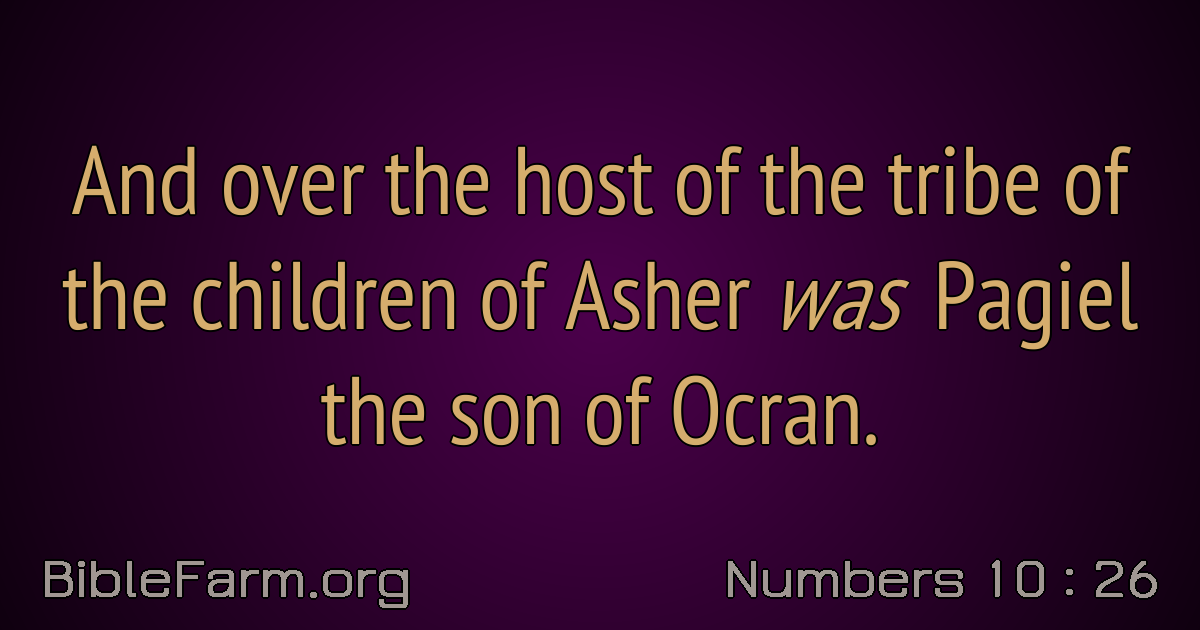 And over the host of the tribe of
the children of Asher was Pagiel
the son of Ocran.
BibleFarm.org
Numbers 10 : 26